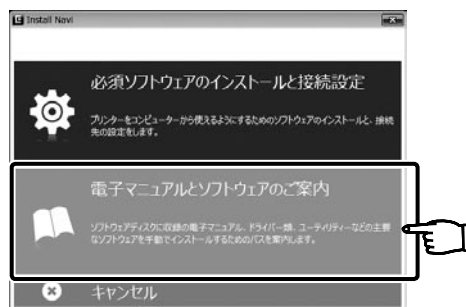 Install Navi
必須ソフトウェアのインストールと接続設定
プリンターをコンピューターから使えるようにするためのソフトウェアのインストールと、接続
先の設定をします。
電子マニュアルとソフトウェアのご案内
ソフトウェアディスクに収録の電子マニュアル、ドライバー類、ユーティリティーなどの主要
なソフトウェアを手動でインストールするためのパスを案内します。
キャンセル